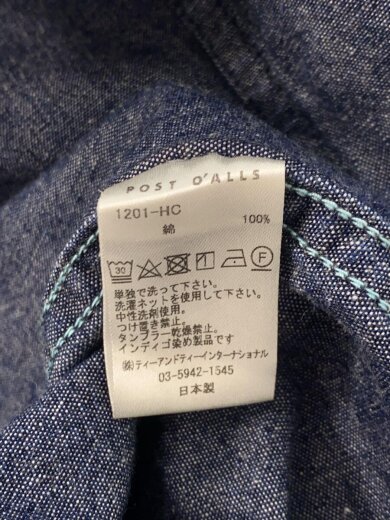 POST O'ALLS
1201-HC
綿 100%
30
F
単独で洗って下さい。
洗濯ネットを使用して下さい。
中性洗剤使用。
つけ置き禁止。
タンブラー乾燥禁止。
インディゴ染め製品です
㈱ティーアンドティーインターナショナル
03-5942-1545
日本製